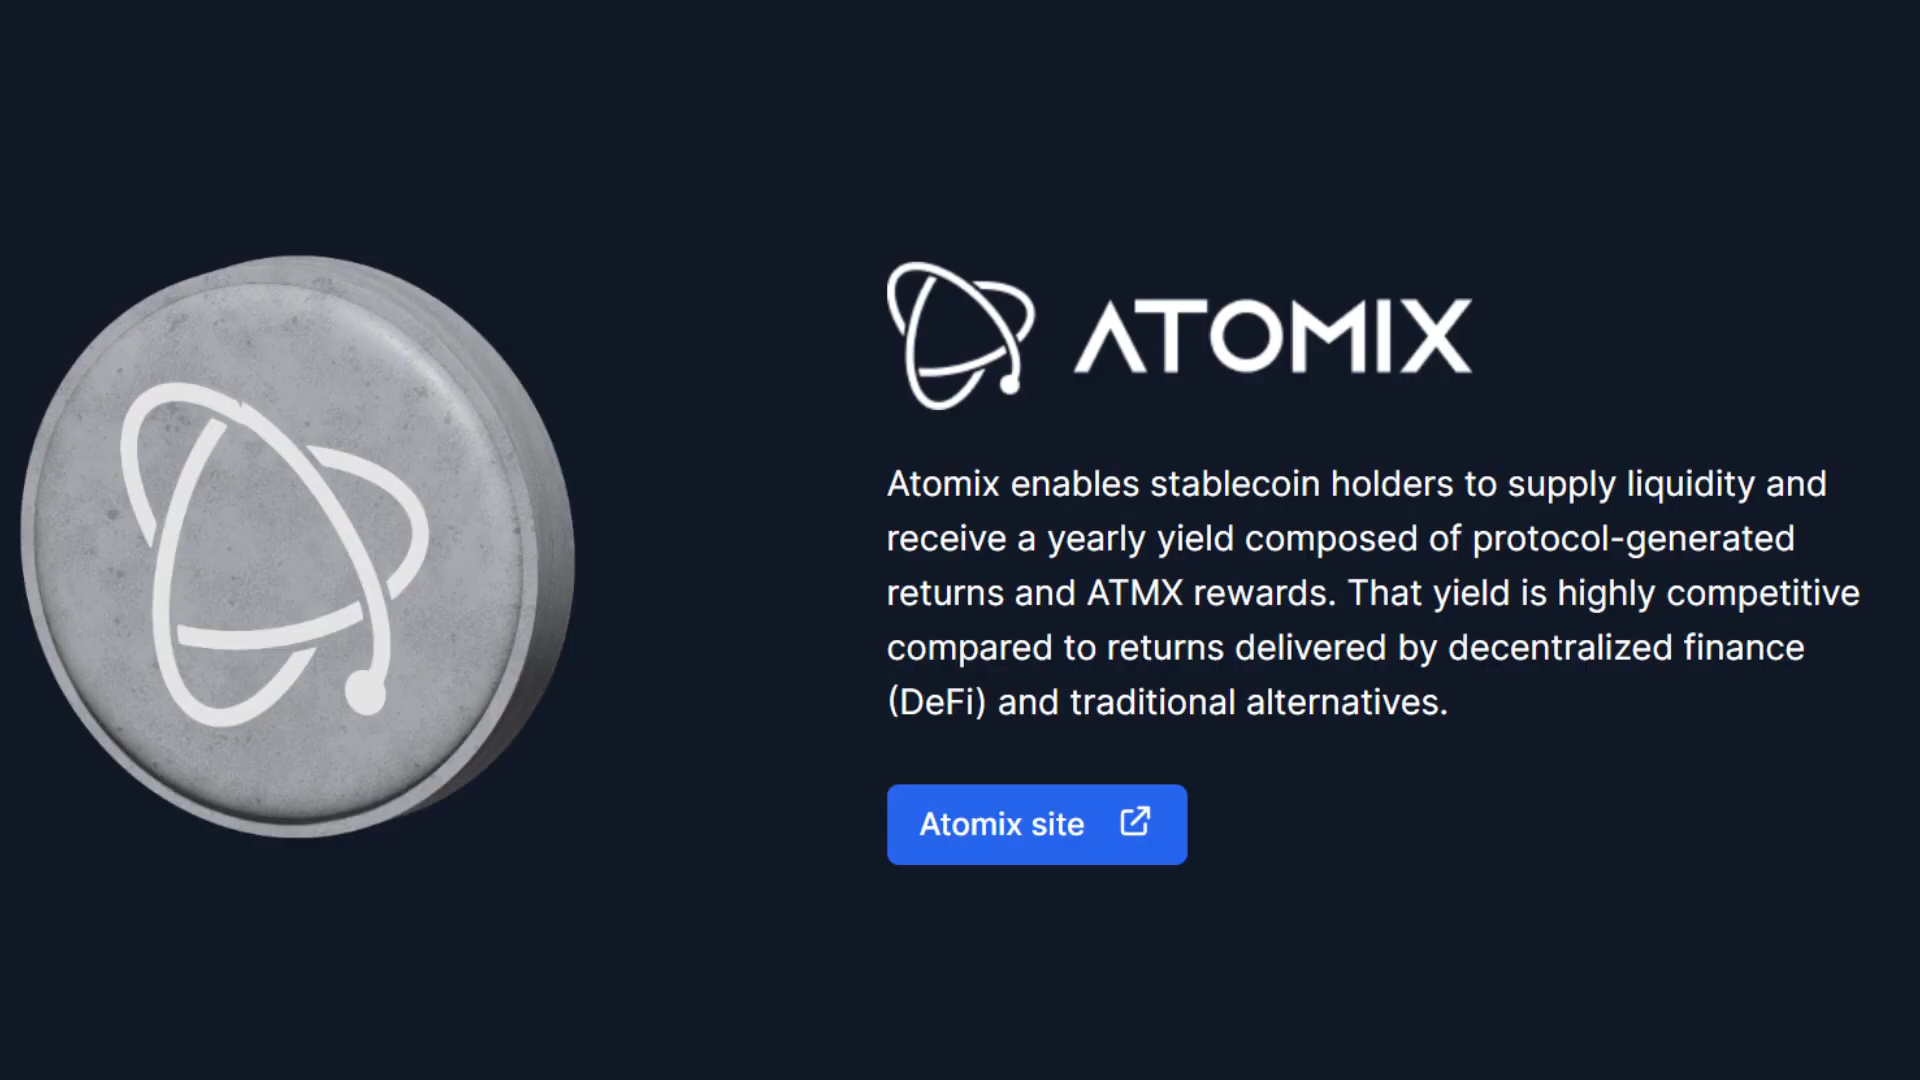 ATOMIX
Atomix enables stablecoin holders to supply liquidity and
receive a yearly yield composed of protocol-generated
returns and ATMX rewards. That yield is highly competitive
compared to returns delivered by decentralized finance
(DeFi) and traditional alternatives.
Atomix site